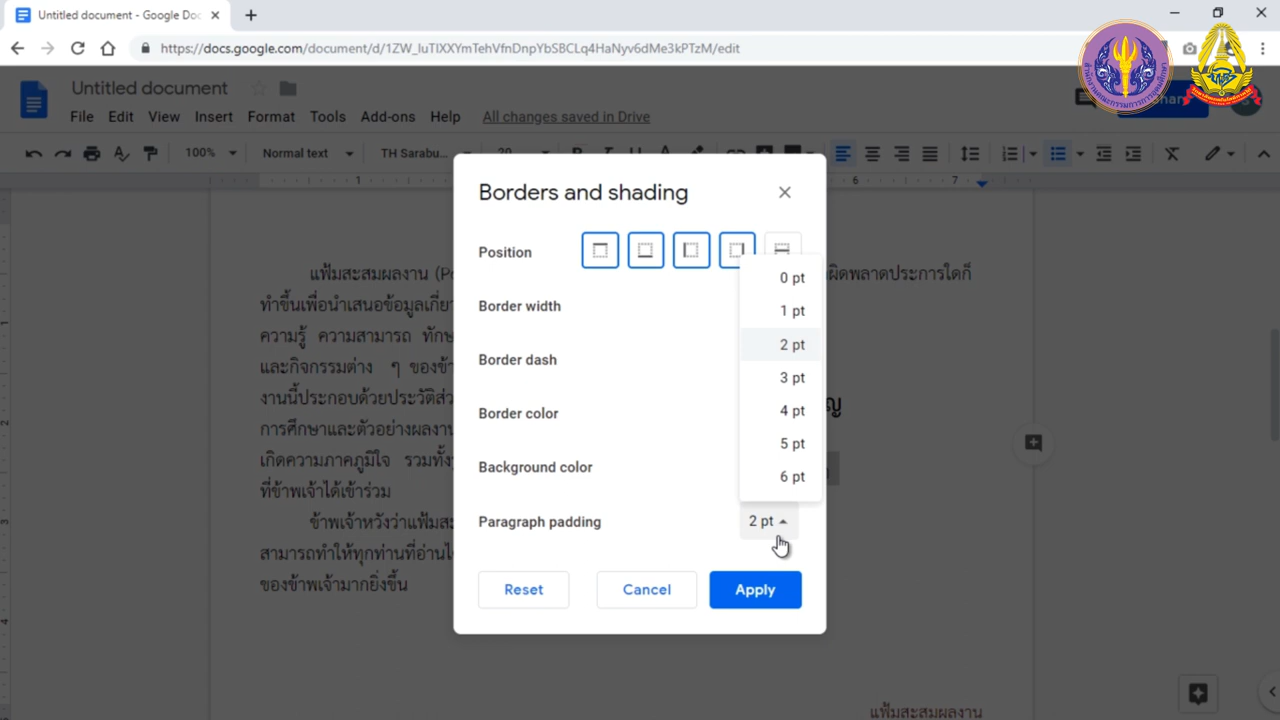 Untitled document - Google Doc
https://docs.google.com/document/d/1ZW_IuTIXXYmTehVfnDnpYbSBCLq4HaNyv6dMe3kPTzM/edit
Untitled document
File Edit View Insert Format Tools Add-ons Help All changes saved in Drive
100% Normal text TH Sarabu... 20
1 6 7
Borders and shading
Position
Border width
Border dash
Border color
Background color
Paragraph padding
0 pt
1 pt
2 pt
3 pt
4 pt
5 pt
6 pt
2 pt
Reset Cancel Apply
แฟ้มสะสมผลงาน ผิดพลาดประการใดก็
ทำขึ้นเพื่อนำเสนอข้อมูลเกี่ย
ความรู้ ความสามารถ ทักษ
และกิจกรรมต่าง ๆ ของข้า
งานนี้ประกอบด้วยประวัติส่ว
การศึกษาและตัวอย่างผลงาน
เกิดความภาคภูมิใจ รวมทั้ง
ที่ข้าพเจ้าได้เข้าร่วม
ข้าพเจ้าหวังว่าแฟ้มสะ
สามารถทำให้ทุกท่านที่อ่านได้
ของข้าพเจ้ามากยิ่งขึ้น
แฟ้มสะสมผลงาน
1
2
3
4